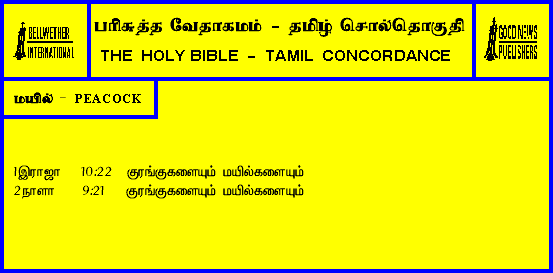 BELLWETHER INTERNATIONAL
பரிசுத்த வேதாகமம் - தமிழ் சொல்தொகுதி
THE HOLY BIBLE - TAMIL CONCORDANCE
GOOD NEWS PUBLISHERS
மயில் - PEACOCK
1இராஜா 10:22 குரங்குகளையும் மயில்களையும்
2நாளா 9:21 குரங்குகளையும் மயில்களையும்